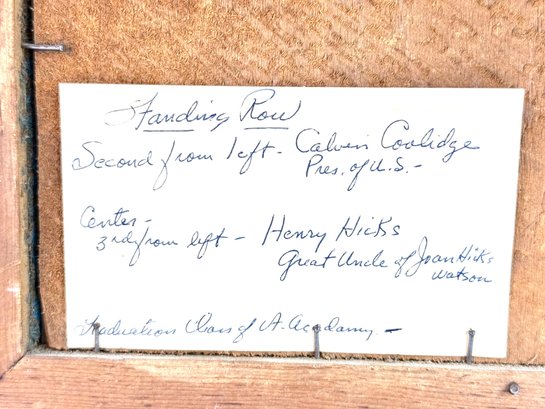 Standing Row
Second from left - Calvin Coolidge
Pres. of U.S. -
Center -
3rd from left - Henry Hicks
Great Uncle of Joan Hicks
Watson
Graduation Class of A. Academy -